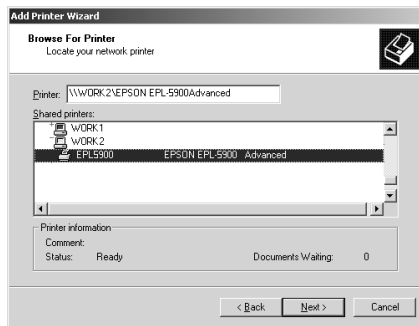 Add Printer Wizard
Browse For Printer
Locate your network printer
Printer: \\WORK2\EPSON EPL-5900Advanced
Shared printers:
WORK1
WORK2
EPL5900 EPSON EPL-5900 Advanced
Printer information
Comment:
Status: Ready Documents Waiting: 0
< Back Next > Cancel